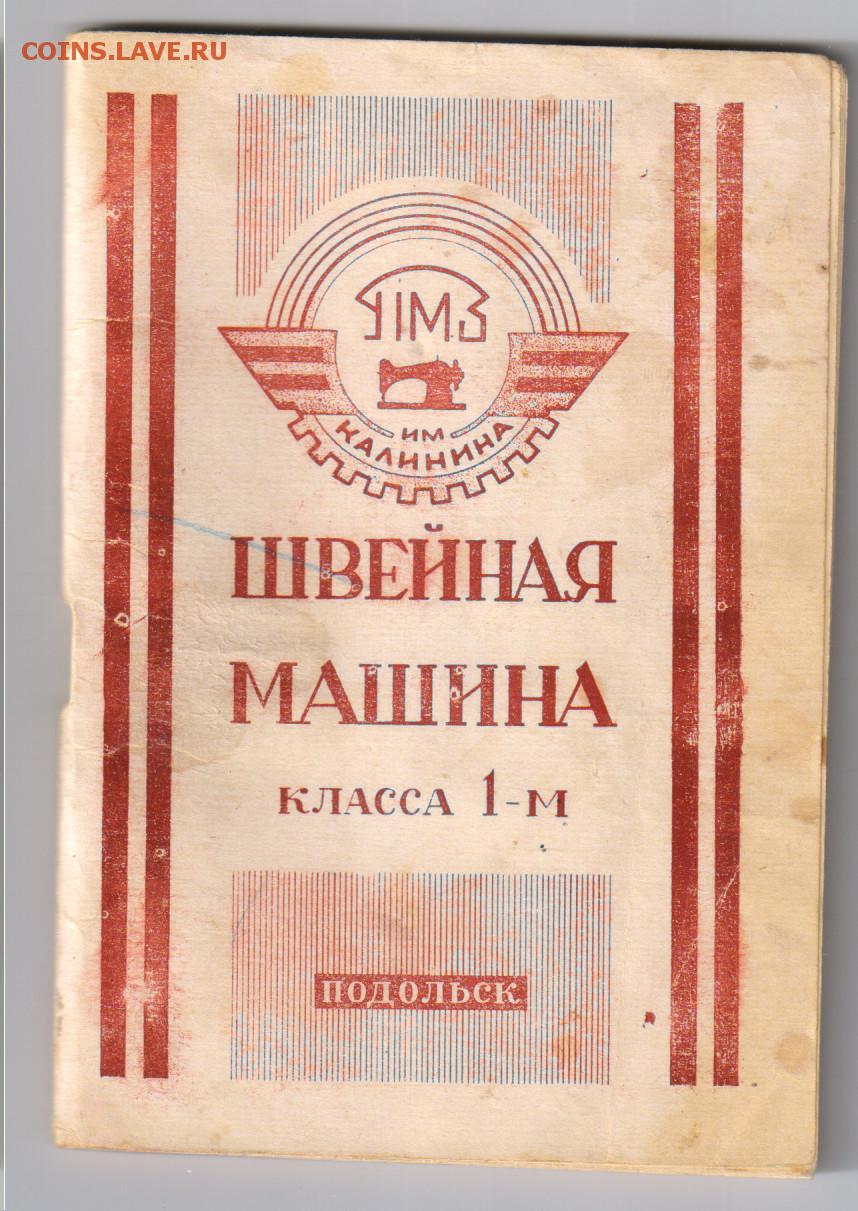 COINS.LAVE.RU
ПМЗ
ИМ
КАЛИНИНА
ШВЕЙНАЯ
МАШИНА
КЛАССА 1-М
ПОДОЛЬСК